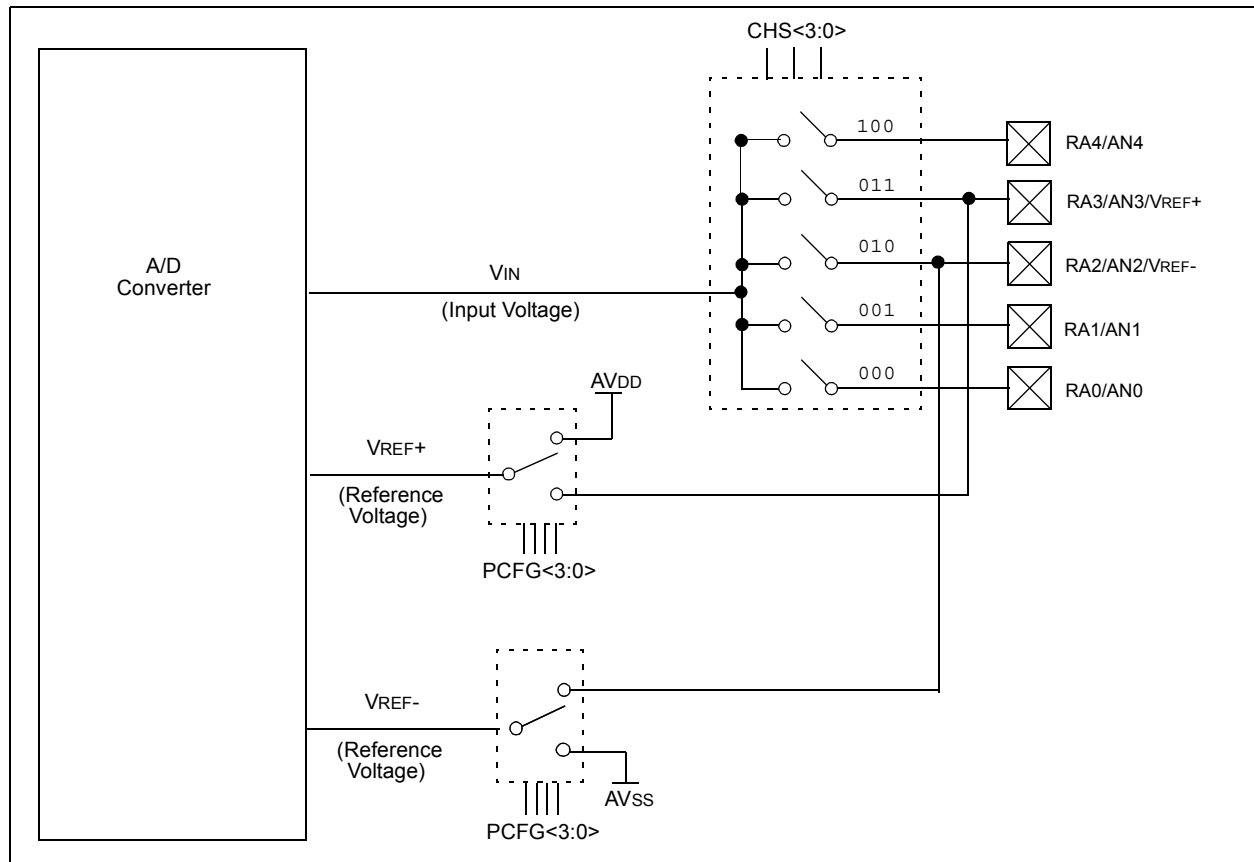 CHS<3:0>
100
RA4/AN4
011
RA3/AN3/VREF+
010
RA2/AN2/VREF-
A/D
Converter
VIN
(Input Voltage)
001
RA1/AN1
000
RA0/AN0
AVDD
VREF+
(Reference
Voltage)
PCFG<3:0>
VREF-
(Reference
Voltage)
AVSS
PCFG<3:0>